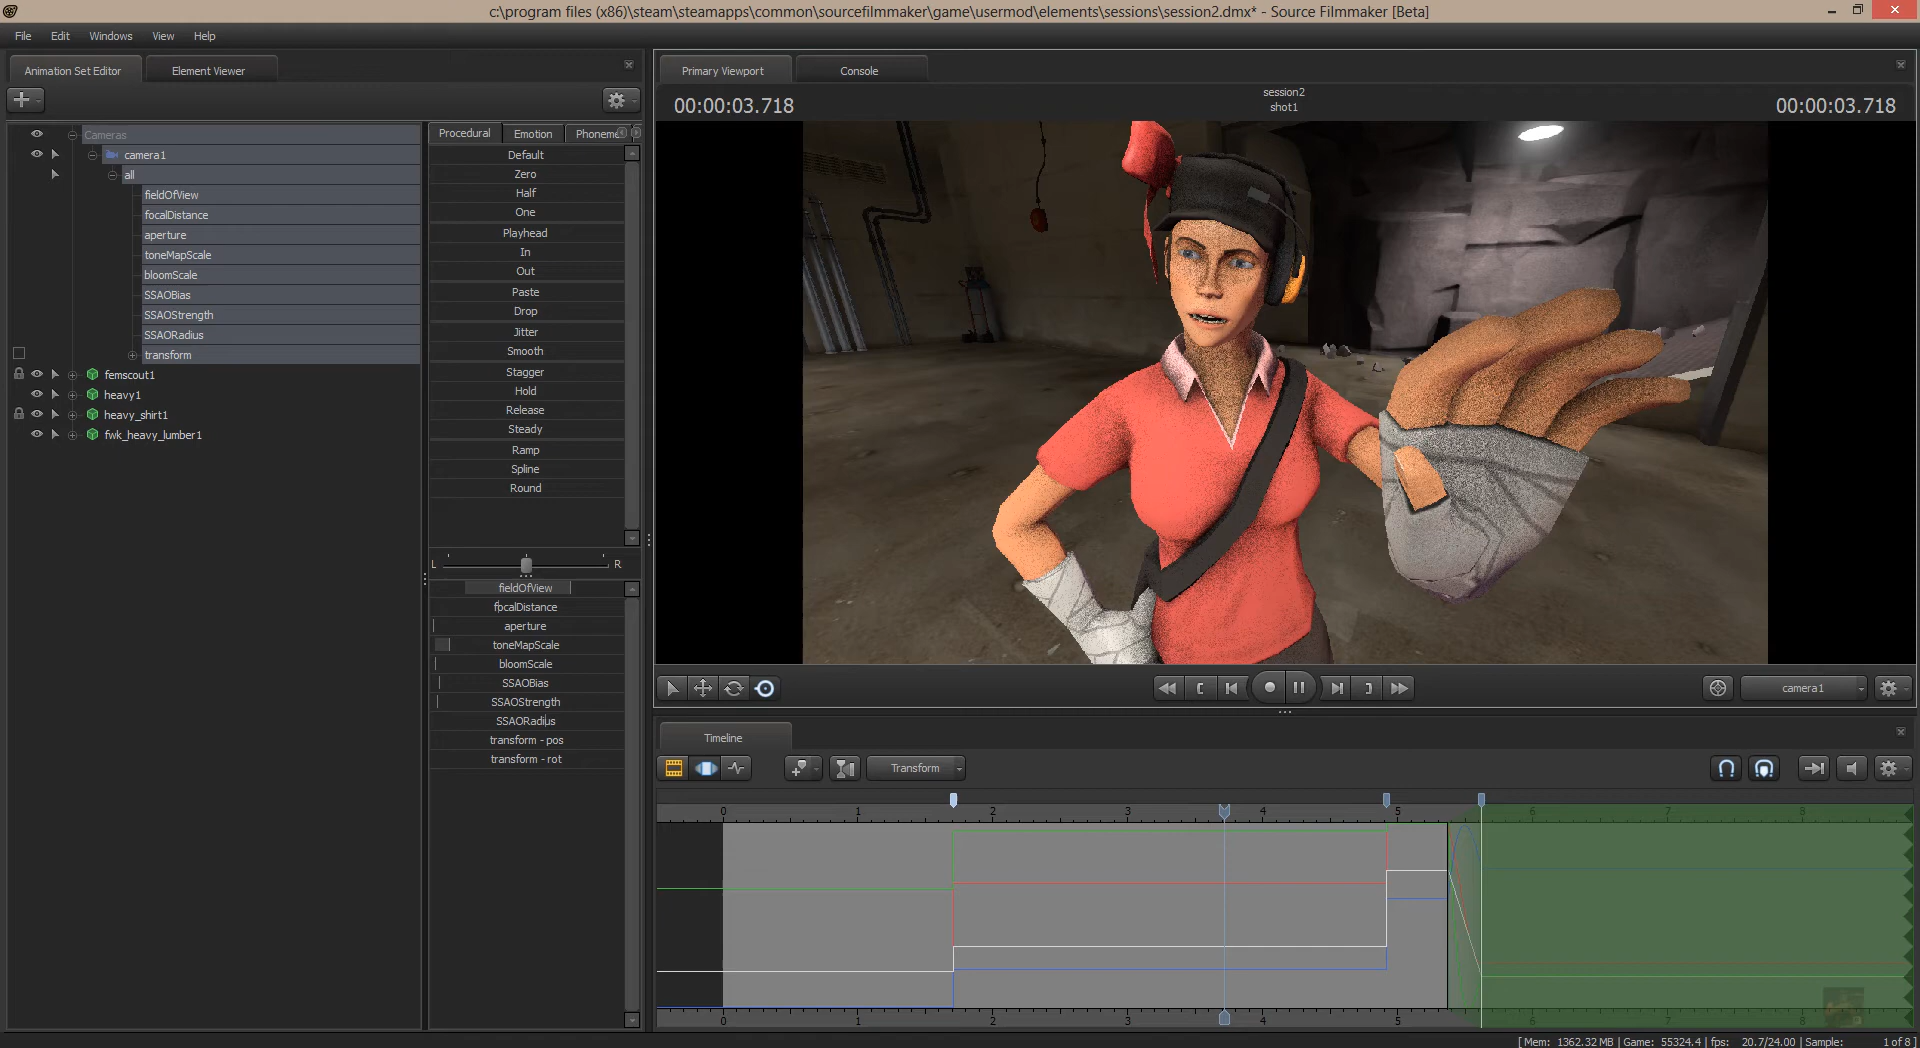 c:\program files (x86)\steam\steamapps\common\sourcefilmmaker\game\usermod\elements\sessions\session2.dmx* - Source Filmmaker [Beta]
File Edit Windows View Help
Animation Set Editor Element Viewer
Primary Viewport Console
00:00:03.718
session2
shot1
00:00:03.718
Cameras
camera1
all
fieldOfView
focalDistance
aperture
toneMapScale
bloomScale
SSAOBias
SSAOStrength
SSAORadius
transform
femscout1
heavy1
heavy_shirt1
fwk_heavy_lumber1
Procedural Emotion Phoneme
Default
Zero
Half
One
Playhead
In
Out
Paste
Drop
Jitter
Smooth
Stagger
Hold
Release
Steady
Ramp
Spline
Round
L R
fieldOfView
focalDistance
aperture
toneMapScale
bloomScale
SSAOBias
SSAOStrength
SSAORadius
transform - pos
transform - rot
camera1
Timeline
Transform
0 1 2 3 4 5 6 7 8
0 1 2 3 4 5 6 7 8
[ Mem: 1362.32 MB | Game: 55324.4 | fps: 20.7/24.00 | Sample: 1 of 8 ]